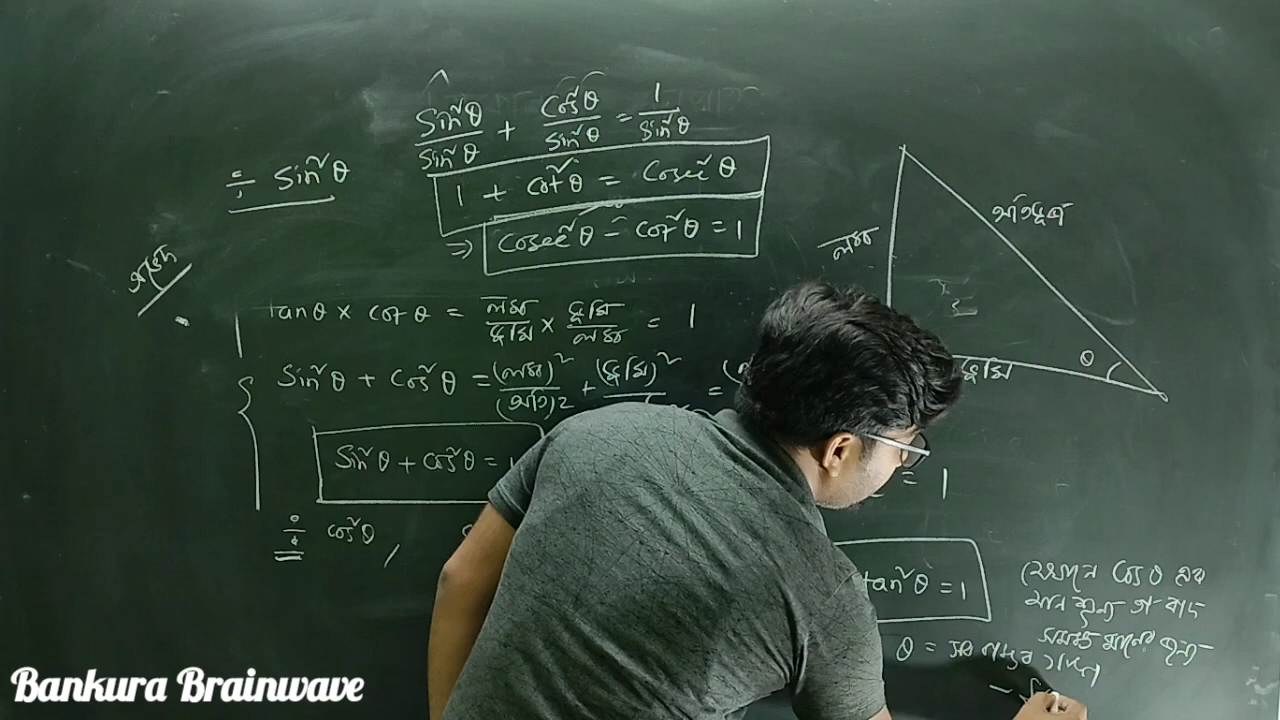 sin²θ/sin²θ + cos²θ/sin²θ = 1/sin²θ
÷ sin²θ
1 + cot²θ = cosec²θ
⇒ cosec²θ - cot²θ = 1
অভেদ
লম্ব
অতিভুজ
ভূমি
θ
tanθ × cotθ = লম্ব/ভূমি × ভূমি/লম্ব = 1
sin²θ + cos²θ = (লম্ব)²/(অতি)² + (ভূমি)² =
sin²θ + cos²θ = 1
= 1
÷ cos²θ
tan²θ = 1
যেখানে cosθ এর
মান শূন্য তা বাদে
সমস্ত মানের জন্য
θ =
Bankura Brainwave